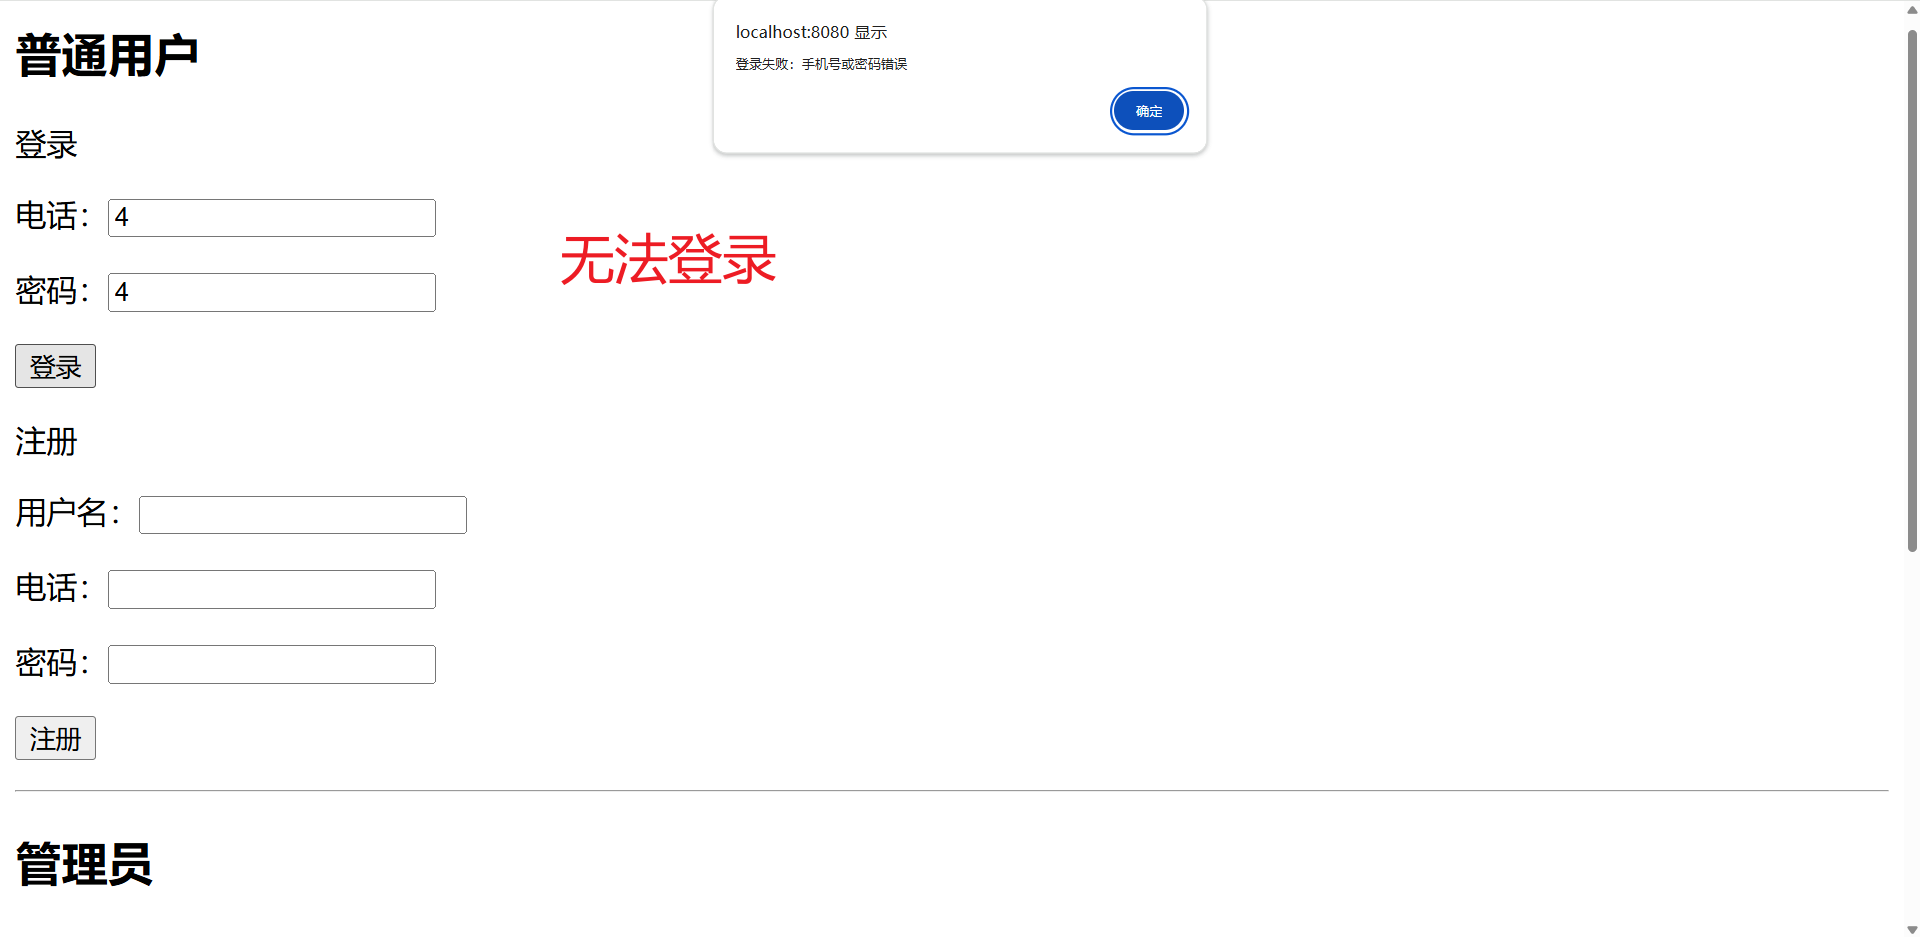 localhost:8080 显示
登录失败：手机号或密码错误
确定
普通用户
登录
电话：4
密码：4
无法登录
登录
注册
用户名：
电话：
密码：
注册
管理员